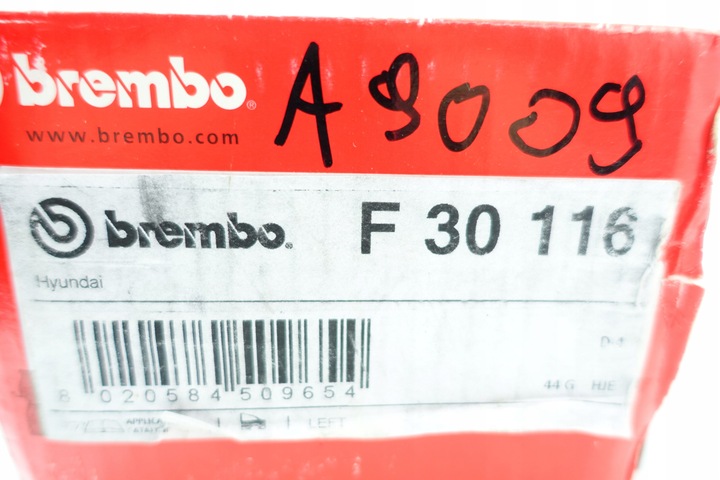 brembo® A9009
www.brembo.com
brembo® F 30 116
Hyundai
8 020584 509654
44 G
LEFT